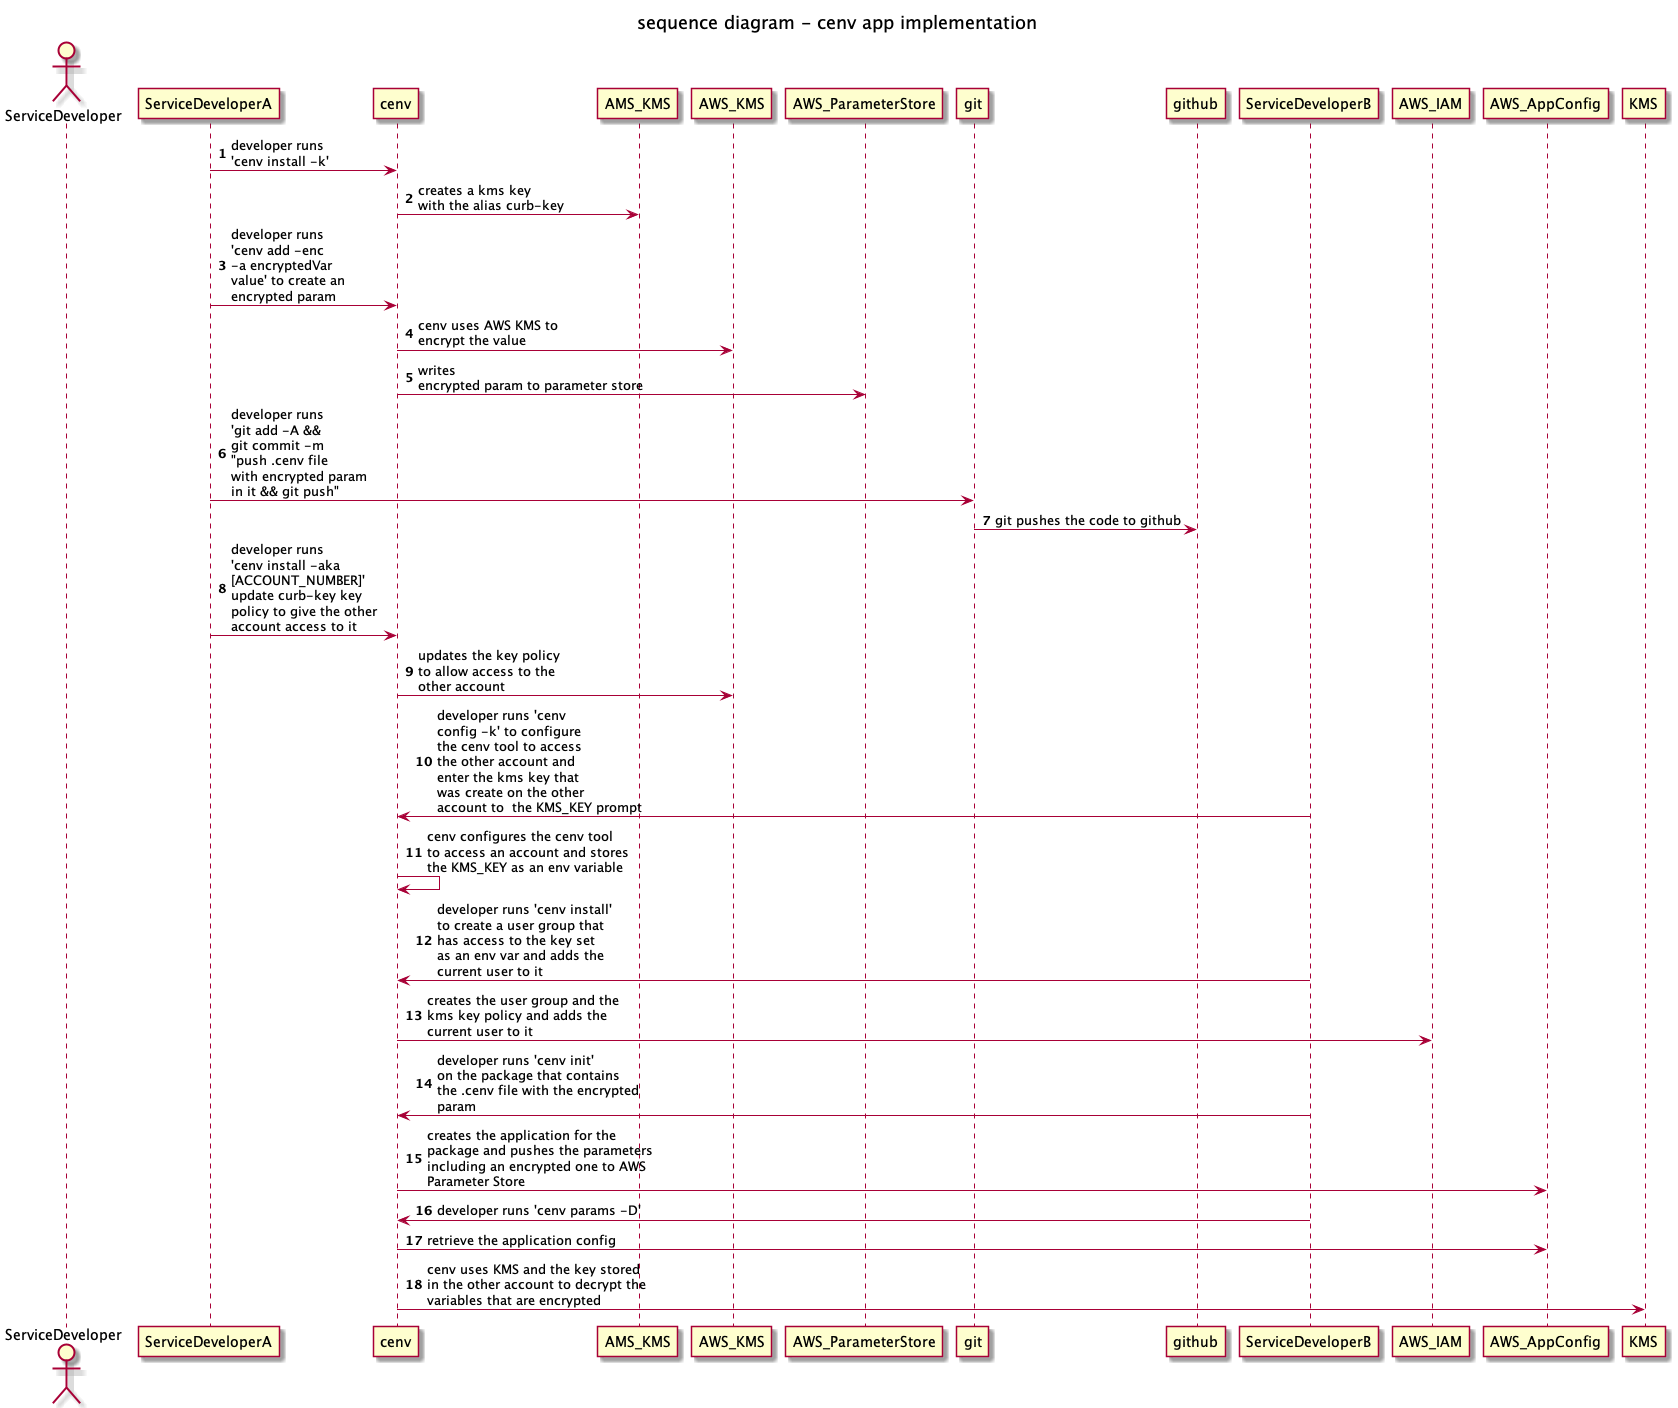 sequence diagram - cenv app implementation
ServiceDeveloper
ServiceDeveloperA
cenv
AMS_KMS
AWS_KMS
AWS_ParameterStore
git
github
ServiceDeveloperB
AWS_IAM
AWS_AppConfig
KMS
1 developer runs
'cenv install -k'
2 creates a kms key
with the alias curb-key
3 developer runs
'cenv add -enc
-a encryptedVar
value' to create an
encrypted param
4 cenv uses AWS KMS to
encrypt the value
5 writes
encrypted param to parameter store
6 developer runs
'git add -A &&
git commit -m
"push .cenv file
with encrypted param
in it && git push"
7 git pushes the code to github
8 developer runs
'cenv install -aka
[ACCOUNT_NUMBER]'
update curb-key key
policy to give the other
account access to it
9 updates the key policy
to allow access to the
other account
10 developer runs 'cenv
config -k' to configure
the cenv tool to access
the other account and
enter the kms key that
was create on the other
account to  the KMS_KEY prompt
11 cenv configures the cenv tool
to access an account and stores
the KMS_KEY as an env variable
12 developer runs 'cenv install'
to create a user group that
has access to the key set
as an env var and adds the
current user to it
13 creates the user group and the
kms key policy and adds the
current user to it
14 developer runs 'cenv init'
on the package that contains
the .cenv file with the encrypted
param
15 creates the application for the
package and pushes the parameters
including an encrypted one to AWS
Parameter Store
16 developer runs 'cenv params -D'
17 retrieve the application config
18 cenv uses KMS and the key stored
in the other account to decrypt the
variables that are encrypted
ServiceDeveloper
ServiceDeveloperA
cenv
AMS_KMS
AWS_KMS
AWS_ParameterStore
git
github
ServiceDeveloperB
AWS_IAM
AWS_AppConfig
KMS